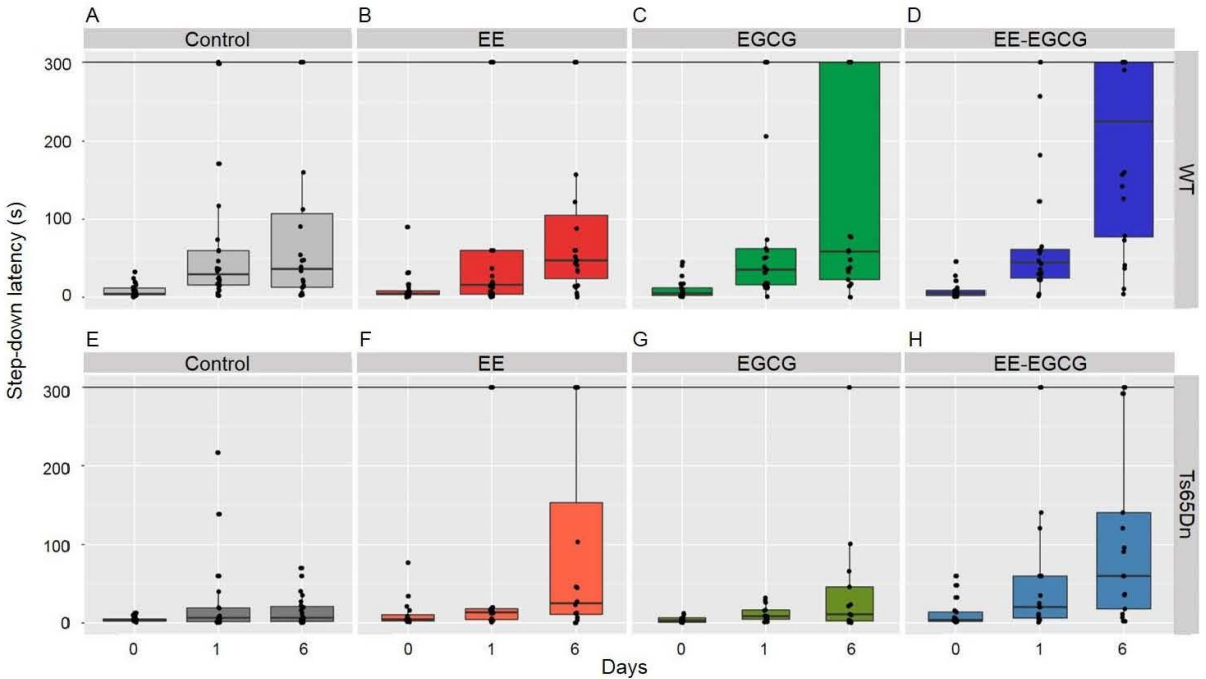 A B C D
Control EE EGCG EE-EGCG
300
200
100
0
WT
Step-down latency (s)
E F G H
Control EE EGCG EE-EGCG
300
200
100
0
Ts65Dn
0 1 6 0 1 6 0 1 6 0 1 6
Days